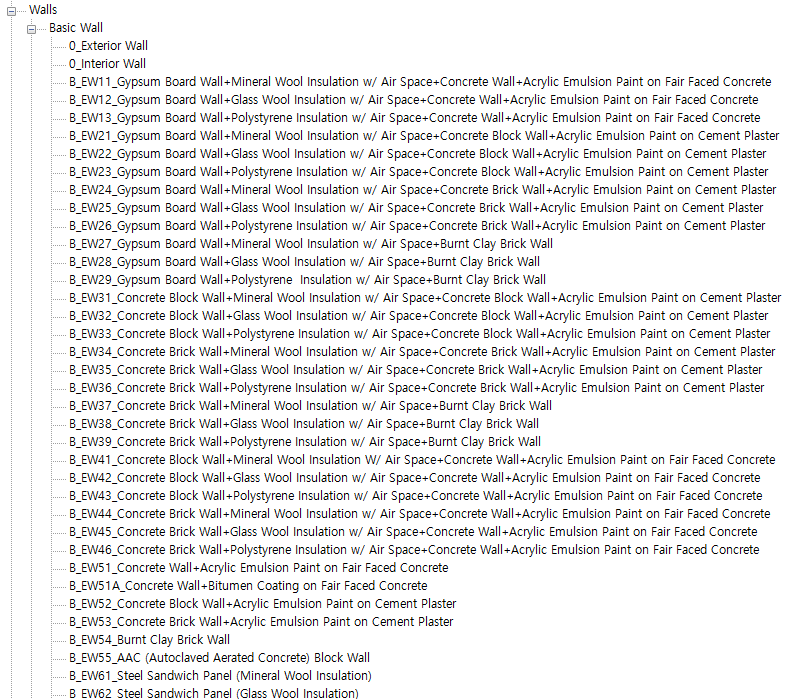 Walls
Basic Wall
0_Exterior Wall
0_Interior Wall
B_EW11_Gypsum Board Wall+Mineral Wool Insulation w/ Air Space+Concrete Wall+Acrylic Emulsion Paint on Fair Faced Concrete
B_EW12_Gypsum Board Wall+Glass Wool Insulation w/ Air Space+Concrete Wall+Acrylic Emulsion Paint on Fair Faced Concrete
B_EW13_Gypsum Board Wall+Polystyrene Insulation w/ Air Space+Concrete Wall+Acrylic Emulsion Paint on Fair Faced Concrete
B_EW21_Gypsum Board Wall+Mineral Wool Insulation w/ Air Space+Concrete Block Wall+Acrylic Emulsion Paint on Cement Plaster
B_EW22_Gypsum Board Wall+Glass Wool Insulation w/ Air Space+Concrete Block Wall+Acrylic Emulsion Paint on Cement Plaster
B_EW23_Gypsum Board Wall+Polystyrene Insulation w/ Air Space+Concrete Block Wall+Acrylic Emulsion Paint on Cement Plaster
B_EW24_Gypsum Board Wall+Mineral Wool Insulation w/ Air Space+Concrete Brick Wall+Acrylic Emulsion Paint on Cement Plaster
B_EW25_Gypsum Board Wall+Glass Wool Insulation w/ Air Space+Concrete Brick Wall+Acrylic Emulsion Paint on Cement Plaster
B_EW26_Gypsum Board Wall+Polystyrene Insulation w/ Air Space+Concrete Brick Wall+Acrylic Emulsion Paint on Cement Plaster
B_EW27_Gypsum Board Wall+Mineral Wool Insulation w/ Air Space+Burnt Clay Brick Wall
B_EW28_Gypsum Board Wall+Glass Wool Insulation w/ Air Space+Burnt Clay Brick Wall
B_EW29_Gypsum Board Wall+Polystyrene  Insulation w/ Air Space+Burnt Clay Brick Wall
B_EW31_Concrete Block Wall+Mineral Wool Insulation w/ Air Space+Concrete Block Wall+Acrylic Emulsion Paint on Cement Plaster
B_EW32_Concrete Block Wall+Glass Wool Insulation w/ Air Space+Concrete Block Wall+Acrylic Emulsion Paint on Cement Plaster
B_EW33_Concrete Block Wall+Polystyrene Insulation w/ Air Space+Concrete Block Wall+Acrylic Emulsion Paint on Cement Plaster
B_EW34_Concrete Brick Wall+Mineral Wool Insulation w/ Air Space+Concrete Brick Wall+Acrylic Emulsion Paint on Cement Plaster
B_EW35_Concrete Brick Wall+Glass Wool Insulation w/ Air Space+Concrete Brick Wall+Acrylic Emulsion Paint on Cement Plaster
B_EW36_Concrete Brick Wall+Polystyrene Insulation w/ Air Space+Concrete Brick Wall+Acrylic Emulsion Paint on Cement Plaster
B_EW37_Concrete Brick Wall+Mineral Wool Insulation w/ Air Space+Burnt Clay Brick Wall
B_EW38_Concrete Brick Wall+Glass Wool Insulation w/ Air Space+Burnt Clay Brick Wall
B_EW39_Concrete Brick Wall+Polystyrene Insulation w/ Air Space+Burnt Clay Brick Wall
B_EW41_Concrete Block Wall+Mineral Wool Insulation W/ Air Space+Concrete Wall+Acrylic Emulsion Paint on Fair Faced Concrete
B_EW42_Concrete Block Wall+Glass Wool Insulation w/ Air Space+Concrete Wall+Acrylic Emulsion Paint on Fair Faced Concrete
B_EW43_Concrete Block Wall+Polystyrene Insulation w/ Air Space+Concrete Wall+Acrylic Emulsion Paint on Fair Faced Concrete
B_EW44_Concrete Brick Wall+Mineral Wool Insulation w/ Air Space+Concrete Wall+Acrylic Emulsion Paint on Fair Faced Concrete
B_EW45_Concrete Brick Wall+Glass Wool Insulation w/ Air Space+Concrete Wall+Acrylic Emulsion Paint on Fair Faced Concrete
B_EW46_Concrete Brick Wall+Polystyrene Insulation w/ Air Space+Concrete Wall+Acrylic Emulsion Paint on Fair Faced Concrete
B_EW51_Concrete Wall+Acrylic Emulsion Paint on Fair Faced Concrete
B_EW51A_Concrete Wall+Bitumen Coating on Fair Faced Concrete
B_EW52_Concrete Block Wall+Acrylic Emulsion Paint on Cement Plaster
B_EW53_Concrete Brick Wall+Acrylic Emulsion Paint on Cement Plaster
B_EW54_Burnt Clay Brick Wall
B_EW55_AAC (Autoclaved Aerated Concrete) Block Wall
B_EW61_Steel Sandwich Panel (Mineral Wool Insulation)
B_EW62_Steel Sandwich Panel (Glass Wool Insulation)